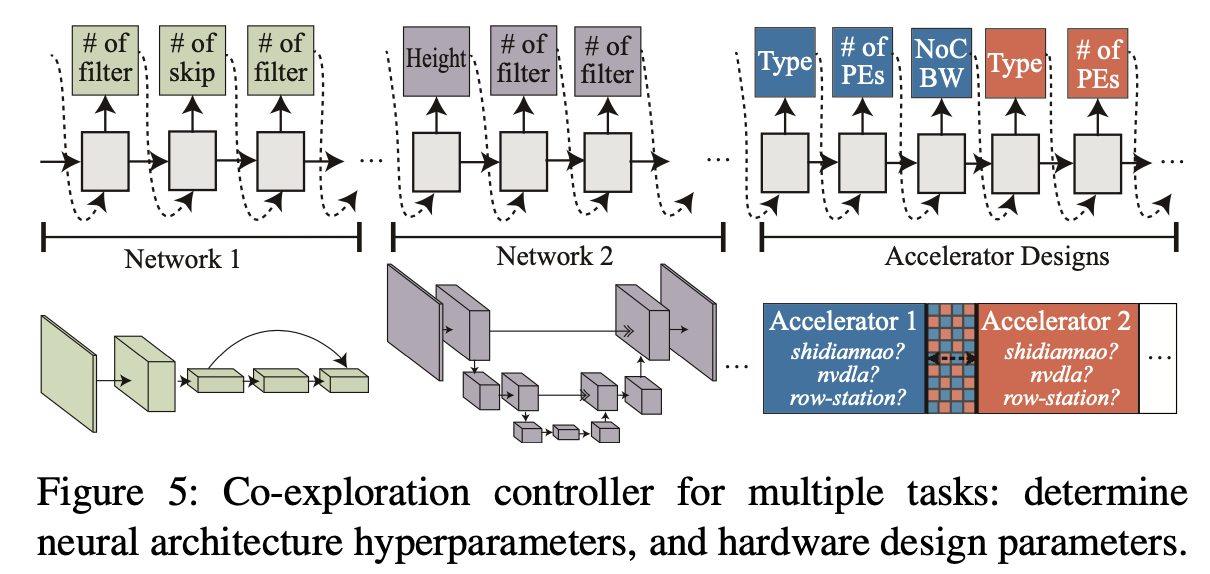 # of
filter
# of
skip
# of
filter
Height
# of
filter
# of
filter
Type
# of
PEs
NoC
BW
Type
# of
PEs
...
...
...
Network 1
Network 2
Accelerator Designs
Accelerator 1
shidiannao?
nvdla?
row-station?
Accelerator 2
shidiannao?
nvdla?
row-station?
...
...
Figure 5: Co-exploration controller for multiple tasks: determine
neural architecture hyperparameters, and hardware design parameters.